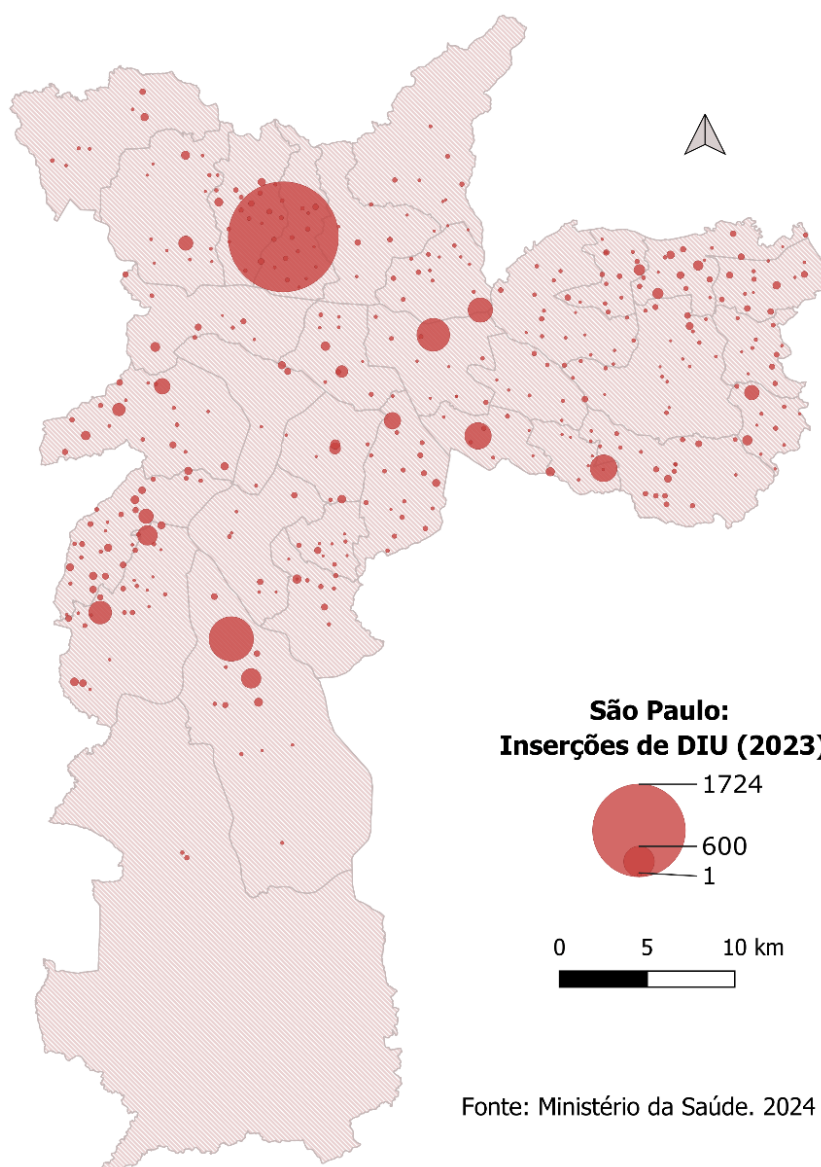 São Paulo:
Inserções de DIU (2023)
1724
600
1
0 5 10 km
Fonte: Ministério da Saúde. 2024